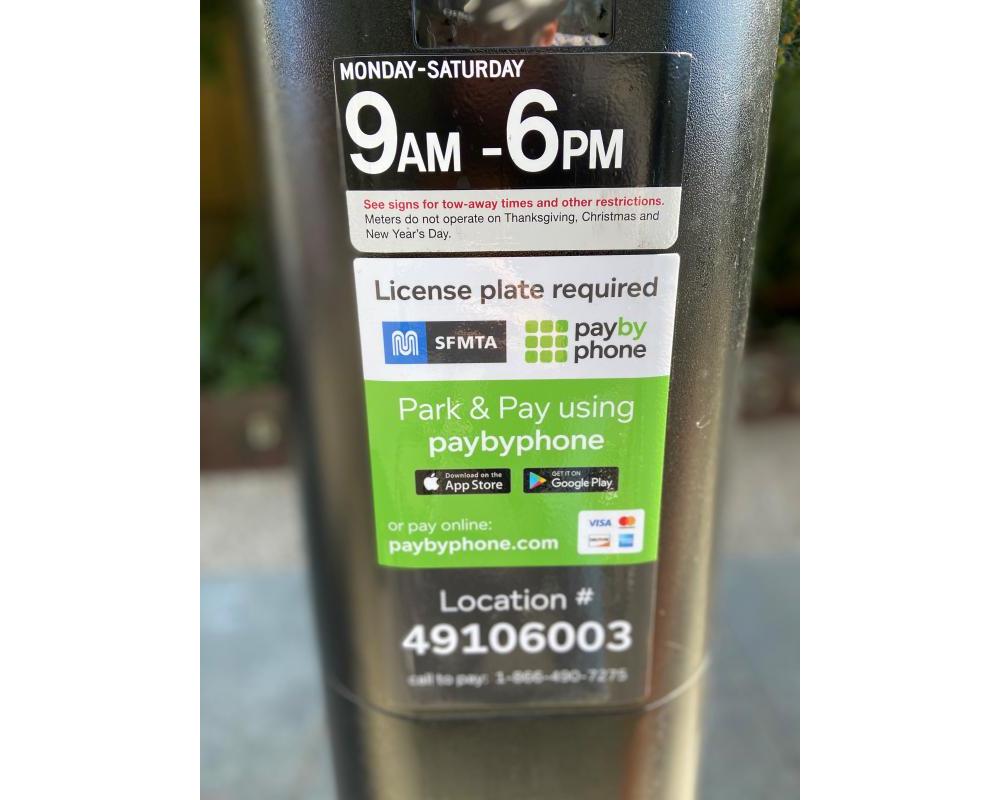 MONDAY-SATURDAY
9AM - 6PM
See signs for tow-away times and other restrictions.
Meters do not operate on Thanksgiving, Christmas and
New Year's Day.
License plate required
SFMTA
payby
phone
Park & Pay using
paybyphone
Download on the
App Store
GET IT ON
Google Play
or pay online:
paybyphone.com
VISA
Location #
49106003
call to pay: 1-866-490-7275